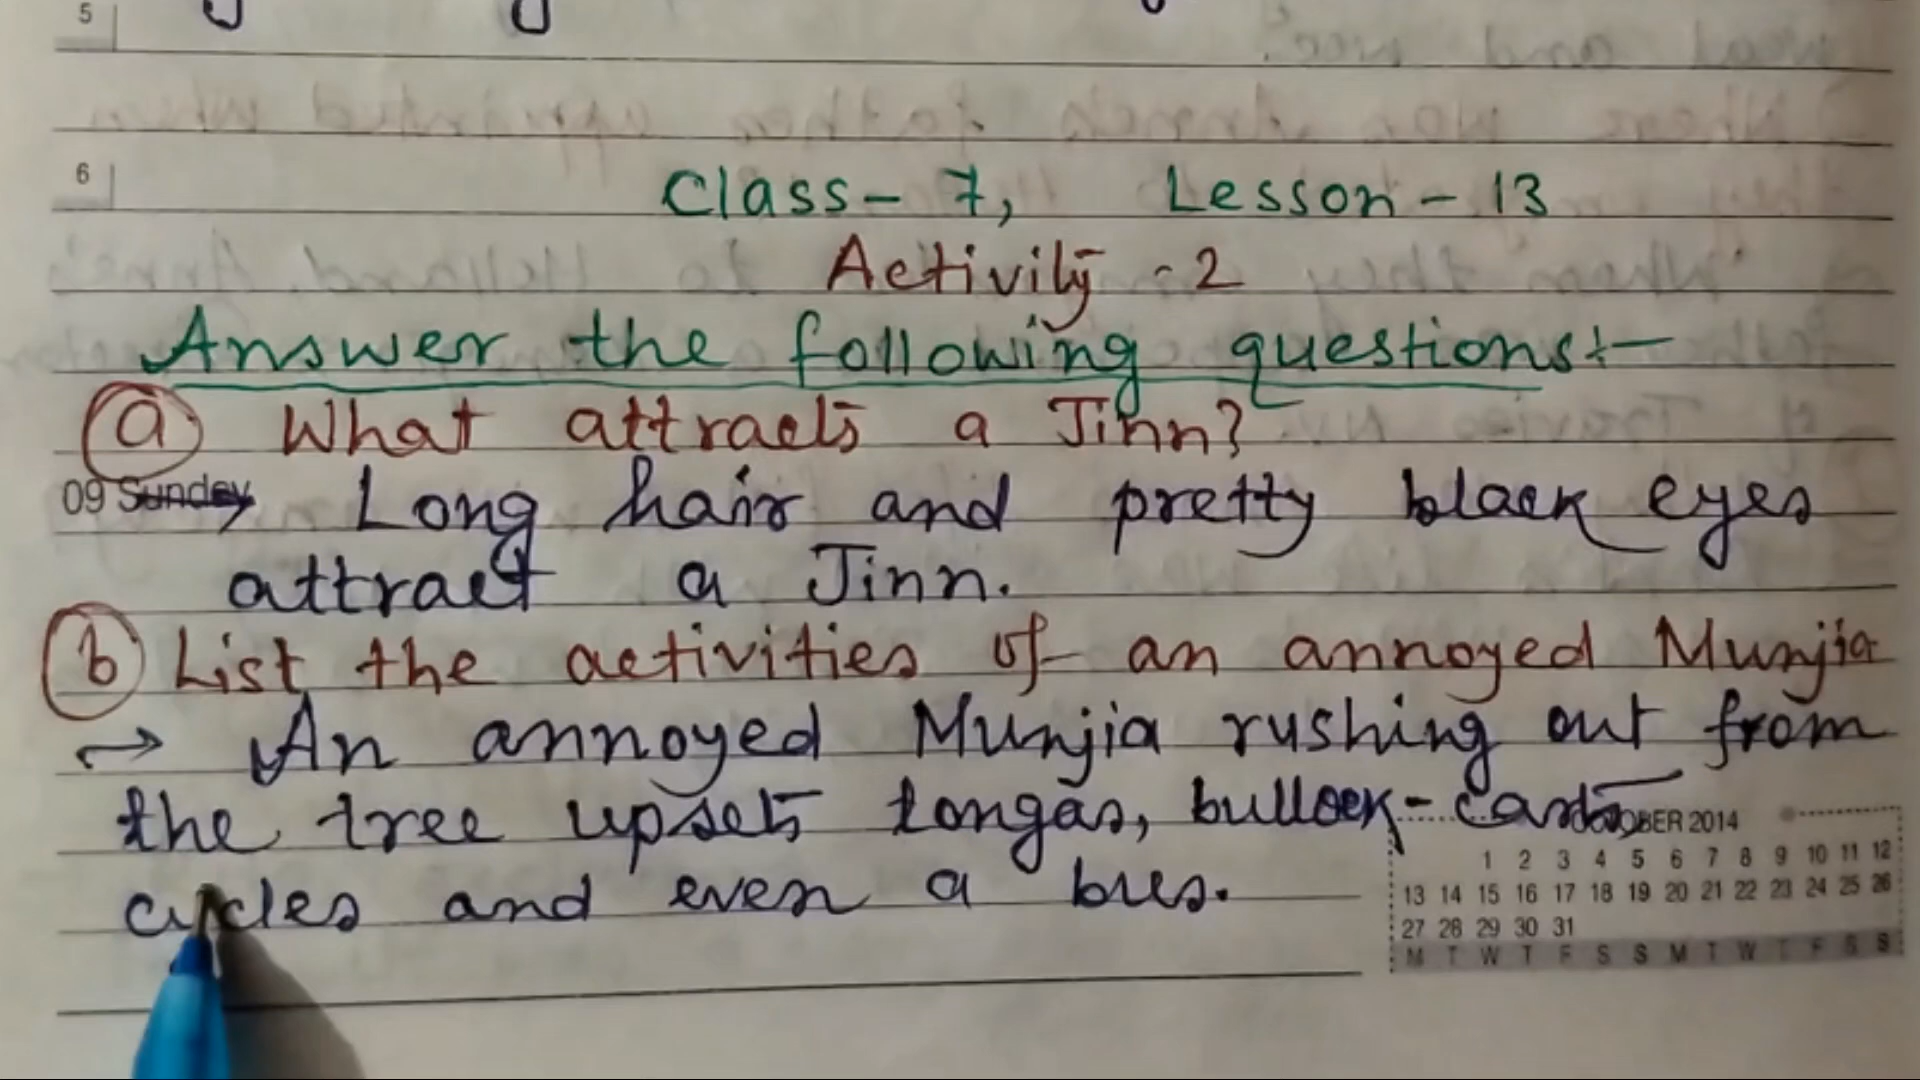 5
6
Class - 7, Lesson - 13
Activity - 2
Answer the following questions:-
a What attracts a Jinn?
09 Sunday Long hair and pretty black eyes
attract a Jinn.
b List the activities of an annoyed Munjia
→ An annoyed Munjia rushing out from
the tree upsets tongas, bullock-carts,
cycles and even a bus.
OBER 2014
1 2 3 4 5 6 7 8 9 10 11 12
13 14 15 16 17 18 19 20 21 22 23 24 25 26
27 28 29 30 31
M T W T F S S M T W T F S S